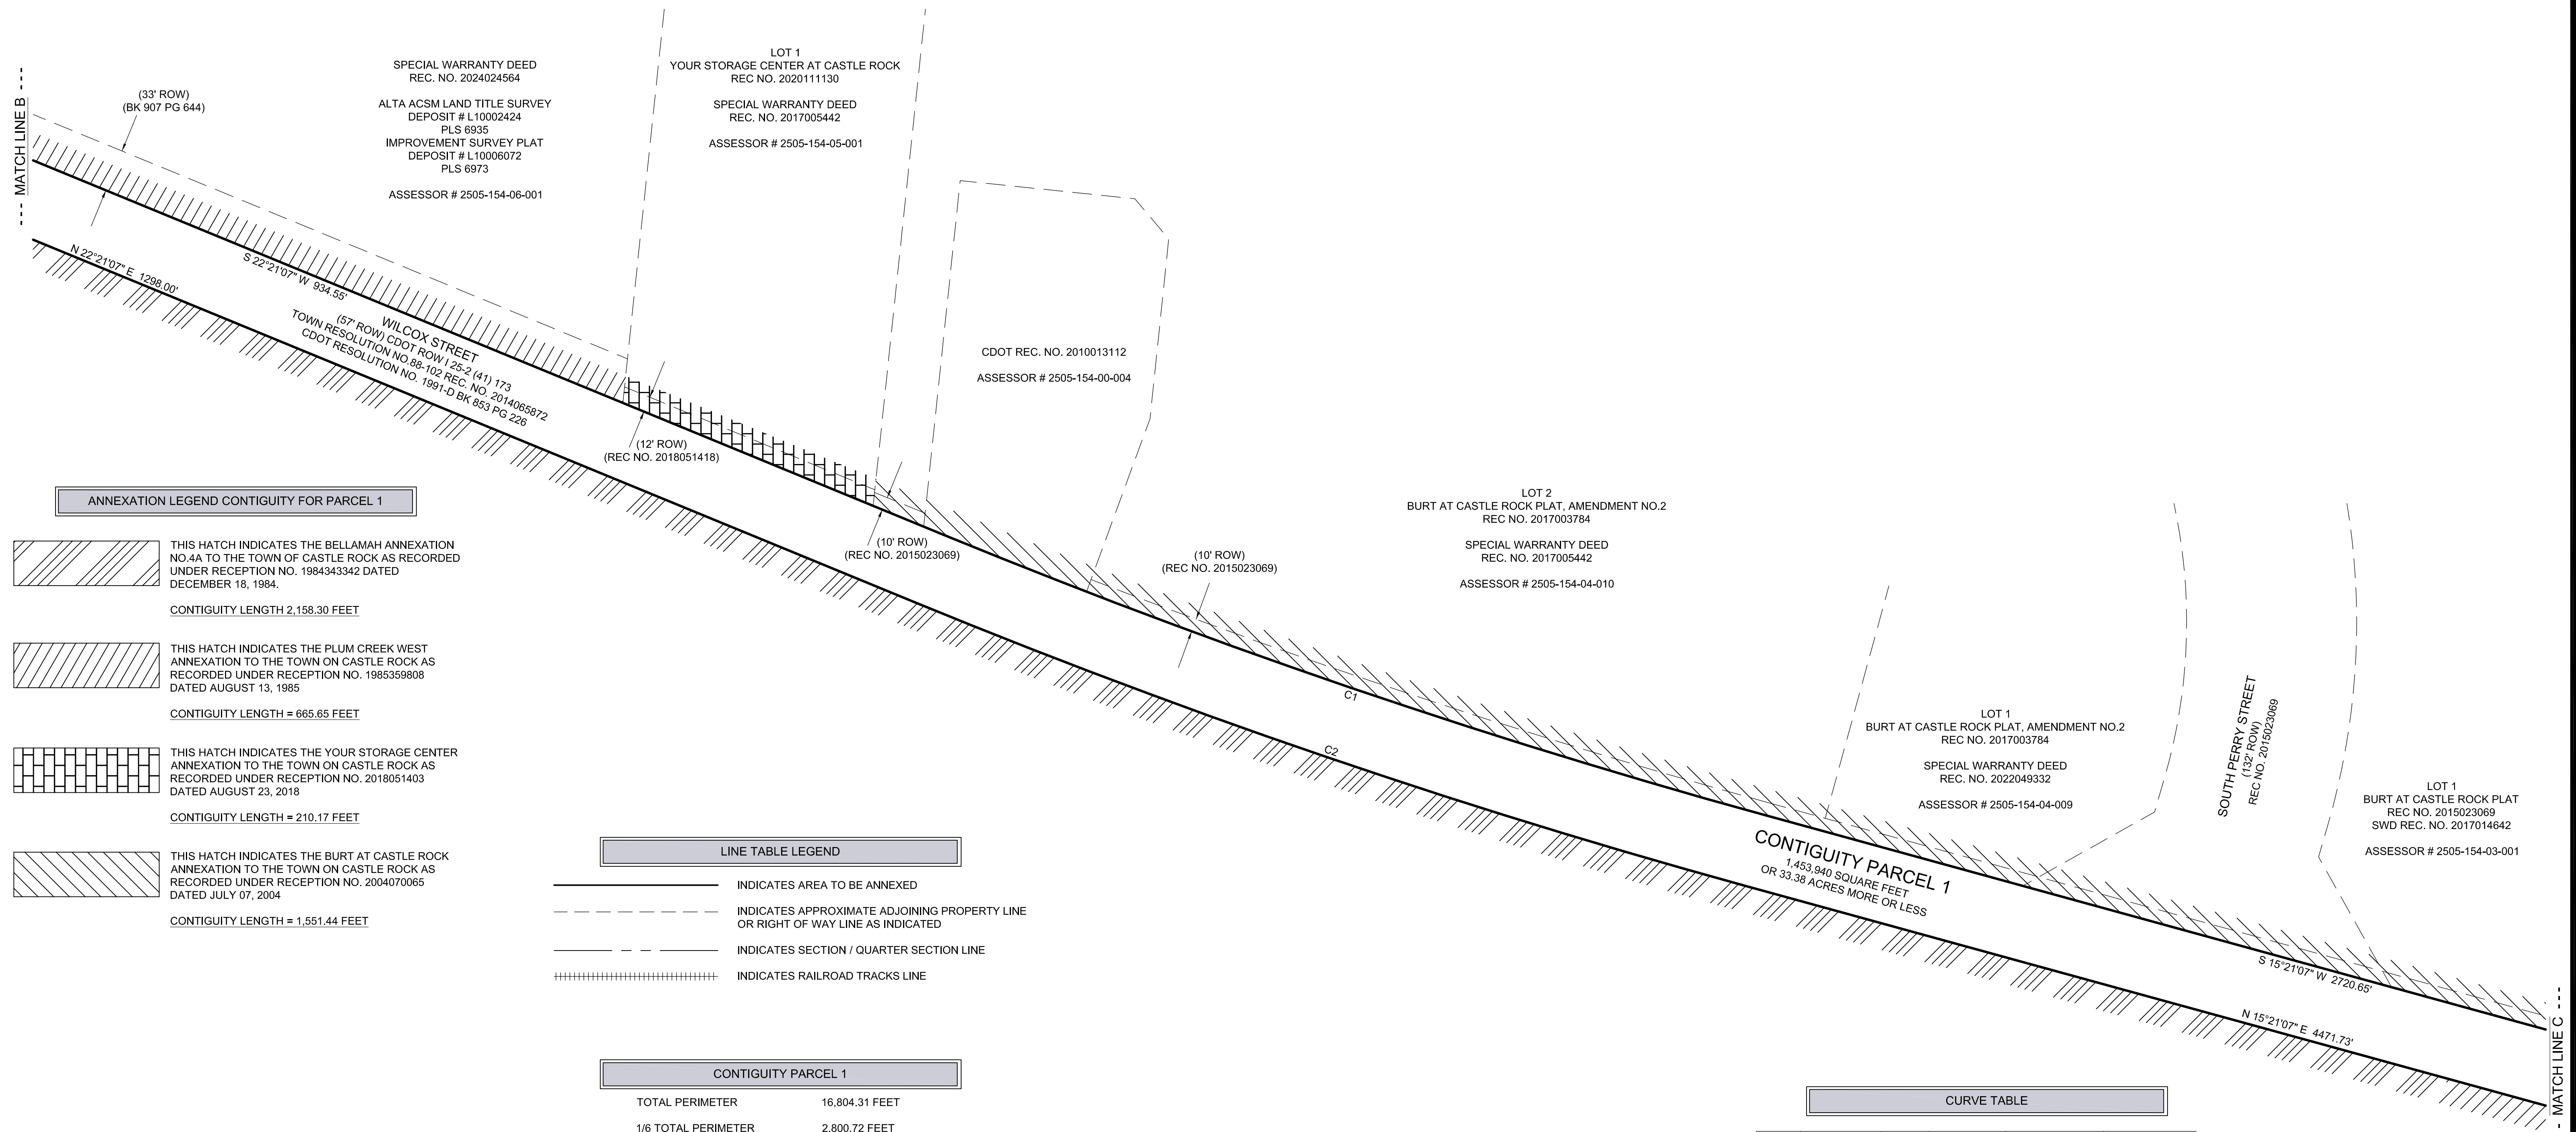 --- MATCH LINE B ---
(33' ROW)
(BK 907 PG 644)
SPECIAL WARRANTY DEED
REC. NO. 2024024564
ALTA ACSM LAND TITLE SURVEY
DEPOSIT # L10002424
PLS 6935
IMPROVEMENT SURVEY PLAT
DEPOSIT # L10006072
PLS 6973
ASSESSOR # 2505-154-06-001
LOT 1
YOUR STORAGE CENTER AT CASTLE ROCK
REC NO. 2020111130
SPECIAL WARRANTY DEED
REC. NO. 2017005442
ASSESSOR # 2505-154-05-001
N 22°21'07" E 1298.00'
S 22°21'07" W 934.55'
WILCOX STREET
(57' ROW) CDOT ROW I 25-2 (41) 173
TOWN RESOLUTION NO.88-102 REC. NO. 2014065872
CDOT RESOLUTION NO. 1991-D BK 853 PG 226
(12' ROW)
(REC NO. 2018051418)
CDOT REC. NO. 2010013112
ASSESSOR # 2505-154-00-004
(10' ROW)
(REC NO. 2015023069)
(10' ROW)
(REC NO. 2015023069)
LOT 2
BURT AT CASTLE ROCK PLAT, AMENDMENT NO.2
REC NO. 2017003784
SPECIAL WARRANTY DEED
REC. NO. 2017005442
ASSESSOR # 2505-154-04-010
C1
C2
LOT 1
BURT AT CASTLE ROCK PLAT, AMENDMENT NO.2
REC NO. 2017003784
SPECIAL WARRANTY DEED
REC. NO. 2022049332
ASSESSOR # 2505-154-04-009
SOUTH PERRY STREET
(132' ROW)
REC NO. 2015023069
LOT 1
BURT AT CASTLE ROCK PLAT
REC NO. 2015023069
SWD REC. NO. 2017014642
ASSESSOR # 2505-154-03-001
CONTIGUITY PARCEL 1
1,453,940 SQUARE FEET
OR 33.38 ACRES MORE OR LESS
S 15°21'07" W 2720.65'
N 15°21'07" E 4471.73'
- MATCH LINE C ---
ANNEXATION LEGEND CONTIGUITY FOR PARCEL 1
THIS HATCH INDICATES THE BELLAMAH ANNEXATION
NO.4A TO THE TOWN OF CASTLE ROCK AS RECORDED
UNDER RECEPTION NO. 1984343342 DATED
DECEMBER 18, 1984.
CONTIGUITY LENGTH 2,158.30 FEET
THIS HATCH INDICATES THE PLUM CREEK WEST
ANNEXATION TO THE TOWN ON CASTLE ROCK AS
RECORDED UNDER RECEPTION NO. 1985359808
DATED AUGUST 13, 1985
CONTIGUITY LENGTH = 665.65 FEET
THIS HATCH INDICATES THE YOUR STORAGE CENTER
ANNEXATION TO THE TOWN ON CASTLE ROCK AS
RECORDED UNDER RECEPTION NO. 2018051403
DATED AUGUST 23, 2018
CONTIGUITY LENGTH = 210.17 FEET
THIS HATCH INDICATES THE BURT AT CASTLE ROCK
ANNEXATION TO THE TOWN ON CASTLE ROCK AS
RECORDED UNDER RECEPTION NO. 2004070065
DATED JULY 07, 2004
CONTIGUITY LENGTH = 1,551.44 FEET
LINE TABLE LEGEND
INDICATES AREA TO BE ANNEXED
INDICATES APPROXIMATE ADJOINING PROPERTY LINE
OR RIGHT OF WAY LINE AS INDICATED
INDICATES SECTION / QUARTER SECTION LINE
INDICATES RAILROAD TRACKS LINE
CONTIGUITY PARCEL 1
TOTAL PERIMETER 16,804.31 FEET
1/6 TOTAL PERIMETER 2,800.72 FEET
CURVE TABLE